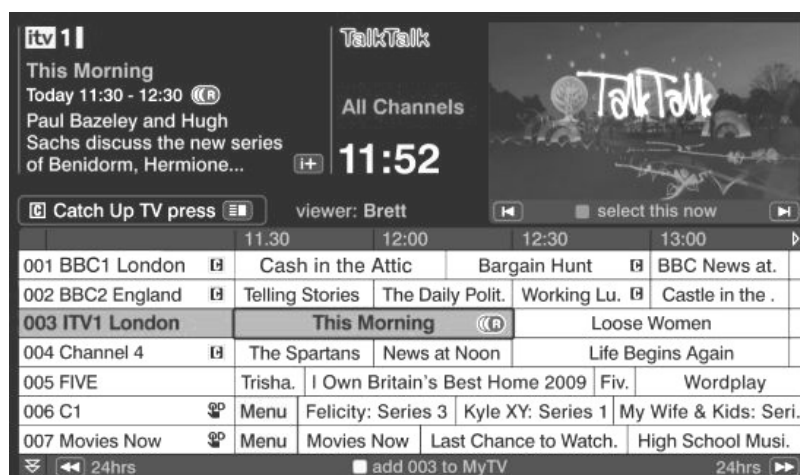 itv 1
This Morning
Today 11:30 - 12:30 R
Paul Bazeley and Hugh
Sachs discuss the new series
of Benidorm, Hermione...
i+
TalkTalk
All Channels
11:52
TalkTalk
C Catch Up TV press
viewer: Brett
select this now
11.30 12:00 12:30 13:00
001 BBC1 London Cash in the Attic Bargain Hunt BBC News at.
002 BBC2 England Telling Stories The Daily Polit. Working Lu. Castle in the .
003 ITV1 London This Morning R Loose Women
004 Channel 4 The Spartans News at Noon Life Begins Again
005 FIVE Trisha. I Own Britain's Best Home 2009 Fiv. Wordplay
006 C1 Menu Felicity: Series 3 Kyle XY: Series 1 My Wife & Kids: Seri.
007 Movies Now Menu Movies Now Last Chance to Watch. High School Musi.
24hrs add 003 to MyTV 24hrs